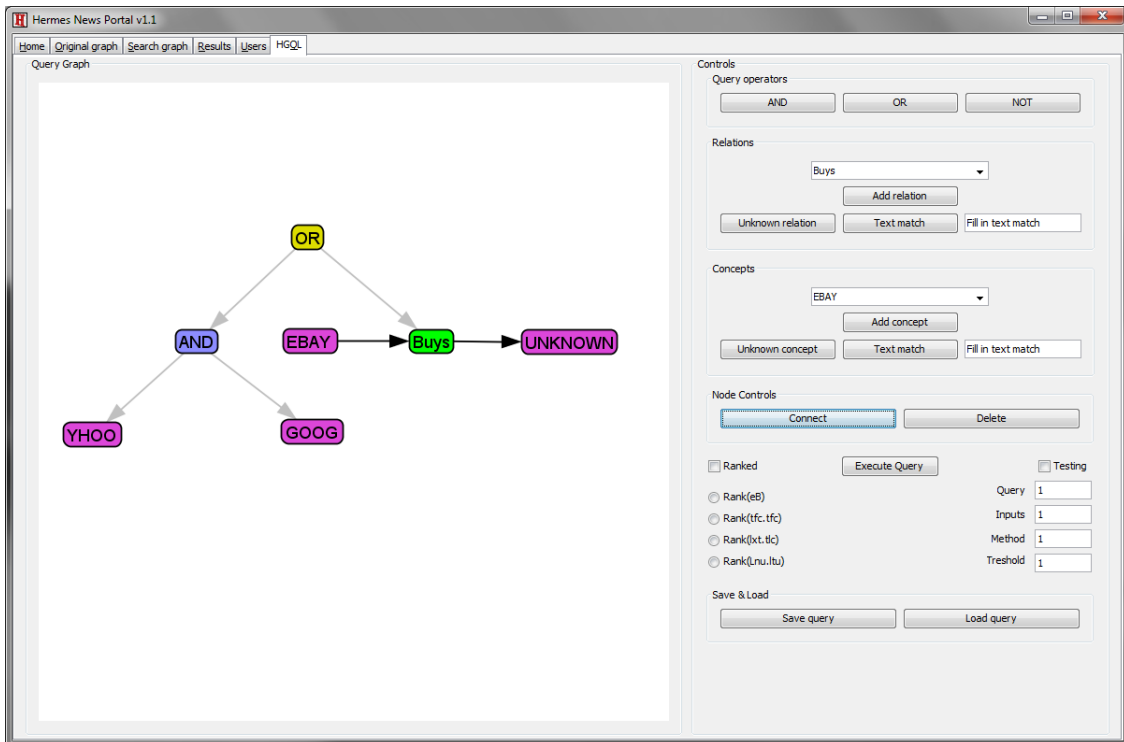 Hermes News Portal v1.1
Home Original graph Search graph Results Users HGQL
Query Graph
OR
AND EBAY Buys UNKNOWN
YHOO GOOG
Controls
Query operators
AND OR NOT
Relations
Buys
Add relation
Unknown relation Text match Fill in text match
Concepts
EBAY
Add concept
Unknown concept Text match Fill in text match
Node Controls
Connect Delete
Ranked Execute Query Testing
Rank(eB) Query 1
Rank(tfc.tfc) Inputs 1
Rank(lxt.tlc) Method 1
Rank(Lnu.ltu) Treshold 1
Save & Load
Save query Load query